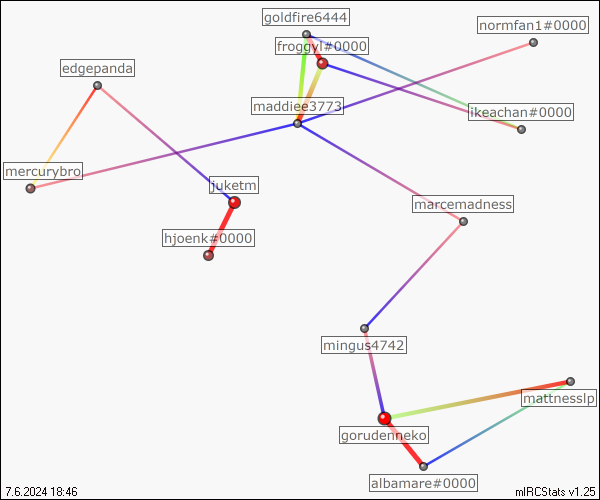 goldfire6444
normfan1#0000
froggyl#0000
edgepanda
maddiee3773
ikeachan#0000
mercurybro
juketm
marcemadness
hjoenk#0000
mingus4742
mattnesslp
gorudenneko
albamare#0000
7.6.2024 18:46
mIRCStats v1.25